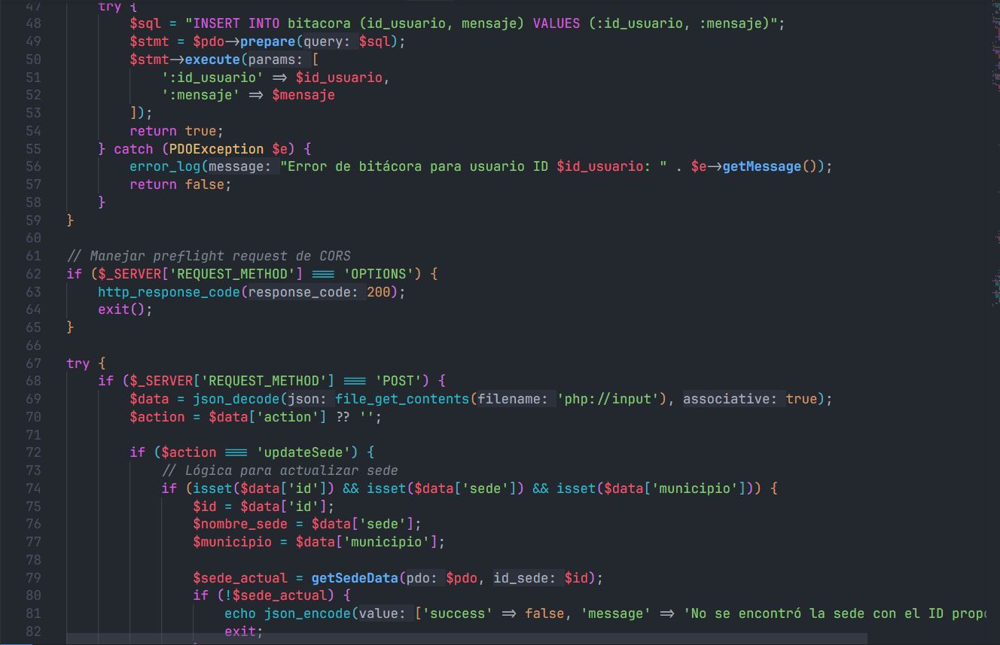 47 try {
48 $sql = "INSERT INTO bitacora (id_usuario, mensaje) VALUES (:id_usuario, :mensaje)";
49 $stmt = $pdo->prepare(query: $sql);
50 $stmt->execute(params: [
51 ':id_usuario' => $id_usuario,
52 ':mensaje' => $mensaje
53 ]);
54 return true;
55 } catch (PDOException $e) {
56 error_log(message: "Error de bitácora para usuario ID $id_usuario: " . $e->getMessage());
57 return false;
58 }
59 }
60
61 // Manejar preflight request de CORS
62 if ($_SERVER['REQUEST_METHOD'] === 'OPTIONS') {
63 http_response_code(response_code: 200);
64 exit();
65 }
66
67 try {
68 if ($_SERVER['REQUEST_METHOD'] === 'POST') {
69 $data = json_decode(json: file_get_contents(filename: 'php://input'), associative: true);
70 $action = $data['action'] ?? '';
71
72 if ($action === 'updateSede') {
73 // Lógica para actualizar sede
74 if (isset($data['id']) && isset($data['sede']) && isset($data['municipio'])) {
75 $id = $data['id'];
76 $nombre_sede = $data['sede'];
77 $municipio = $data['municipio'];
78
79 $sede_actual = getSedeData(pdo: $pdo, id_sede: $id);
80 if (!$sede_actual) {
81 echo json_encode(value: ['success' => false, 'message' => 'No se encontró la sede con el ID
82 exit;